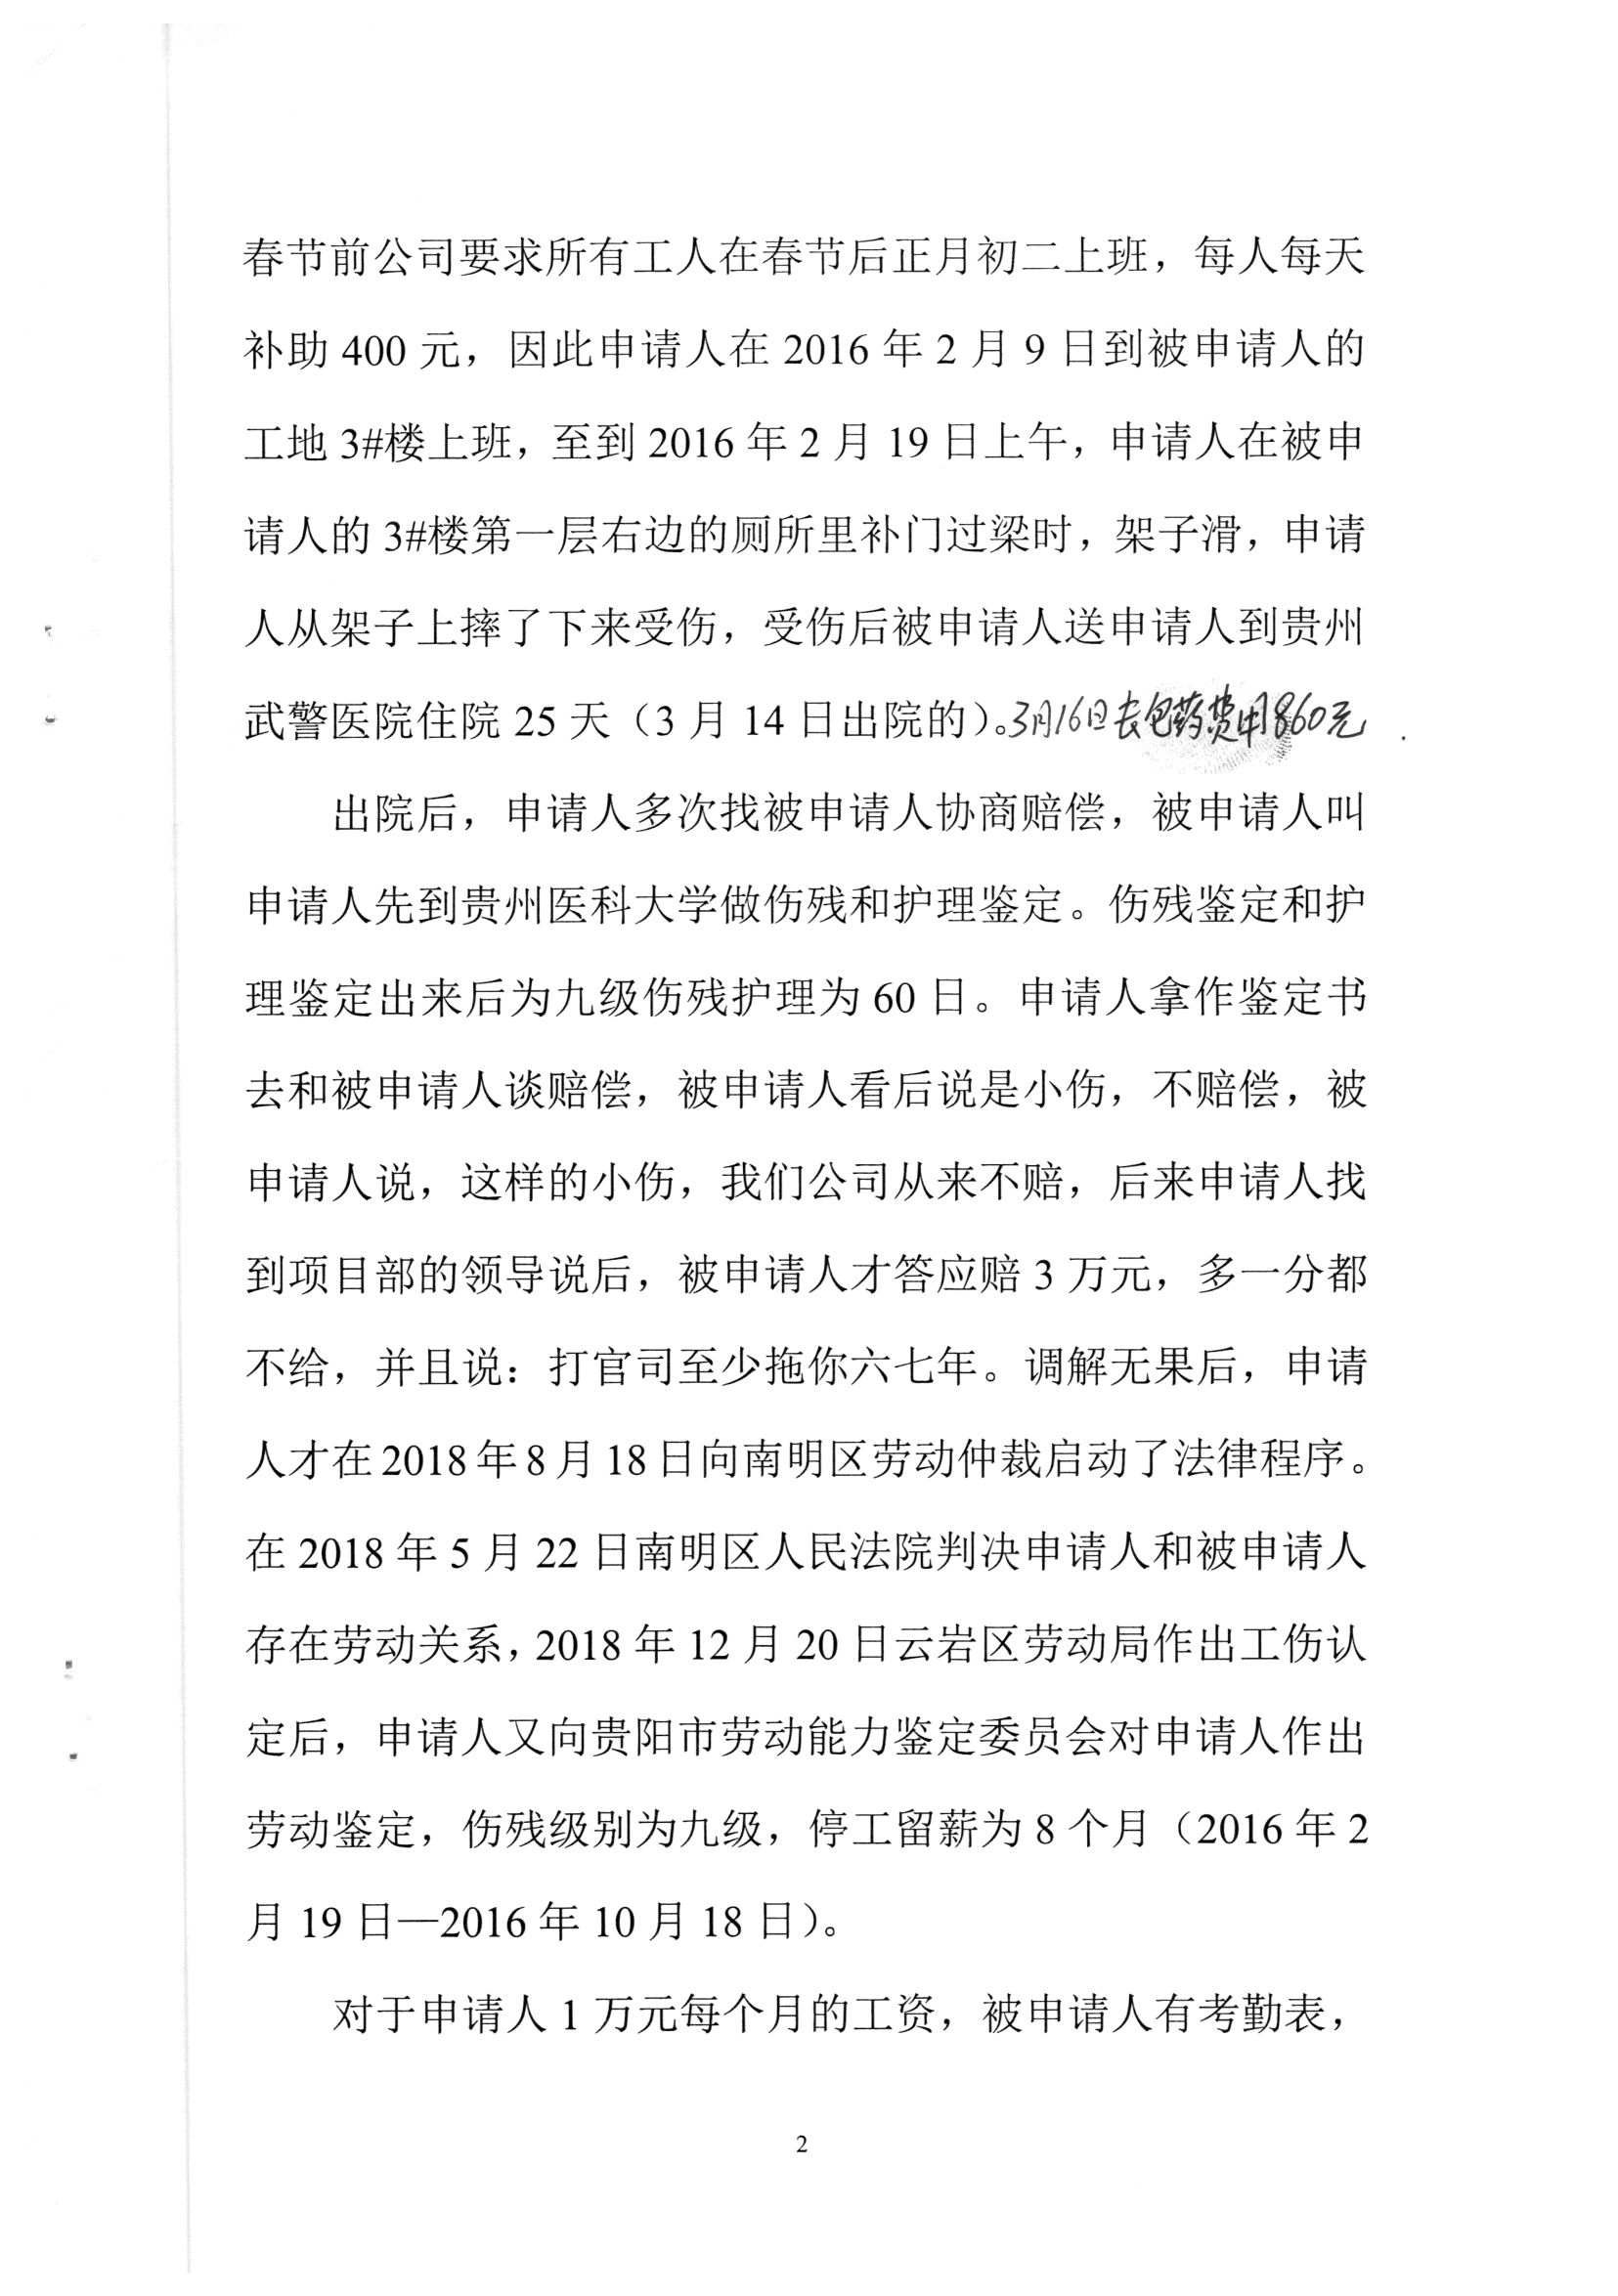 春节前公司要求所有工人在春节后正月初二上班，每人每天
补助 400 元，因此申请人在 2016 年 2 月 9 日到被申请人的
工地 3#楼上班，至到 2016 年 2 月 19 日上午，申请人在被申
请人的 3#楼第一层右边的厕所里补门过梁时，架子滑，申请
人从架子上摔了下来受伤，受伤后被申请人送申请人到贵州
武警医院住院 25 天（3 月 14 日出院的）。3月16日去包药费用860元
出院后，申请人多次找被申请人协商赔偿，被申请人叫
申请人先到贵州医科大学做伤残和护理鉴定。伤残鉴定和护
理鉴定出来后为九级伤残护理为 60 日。申请人拿作鉴定书
去和被申请人谈赔偿，被申请人看后说是小伤，不赔偿，被
申请人说，这样的小伤，我们公司从来不赔，后来申请人找
到项目部的领导说后，被申请人才答应赔 3 万元，多一分都
不给，并且说：打官司至少拖你六七年。调解无果后，申请
人才在 2018 年 8 月 18 日向南明区劳动仲裁启动了法律程序。
在 2018 年 5 月 22 日南明区人民法院判决申请人和被申请人
存在劳动关系，2018 年 12 月 20 日云岩区劳动局作出工伤认
定后，申请人又向贵阳市劳动能力鉴定委员会对申请人作出
劳动鉴定，伤残级别为九级，停工留薪为 8 个月（2016 年 2
月 19 日—2016 年 10 月 18 日）。
对于申请人 1 万元每个月的工资，被申请人有考勤表，
2